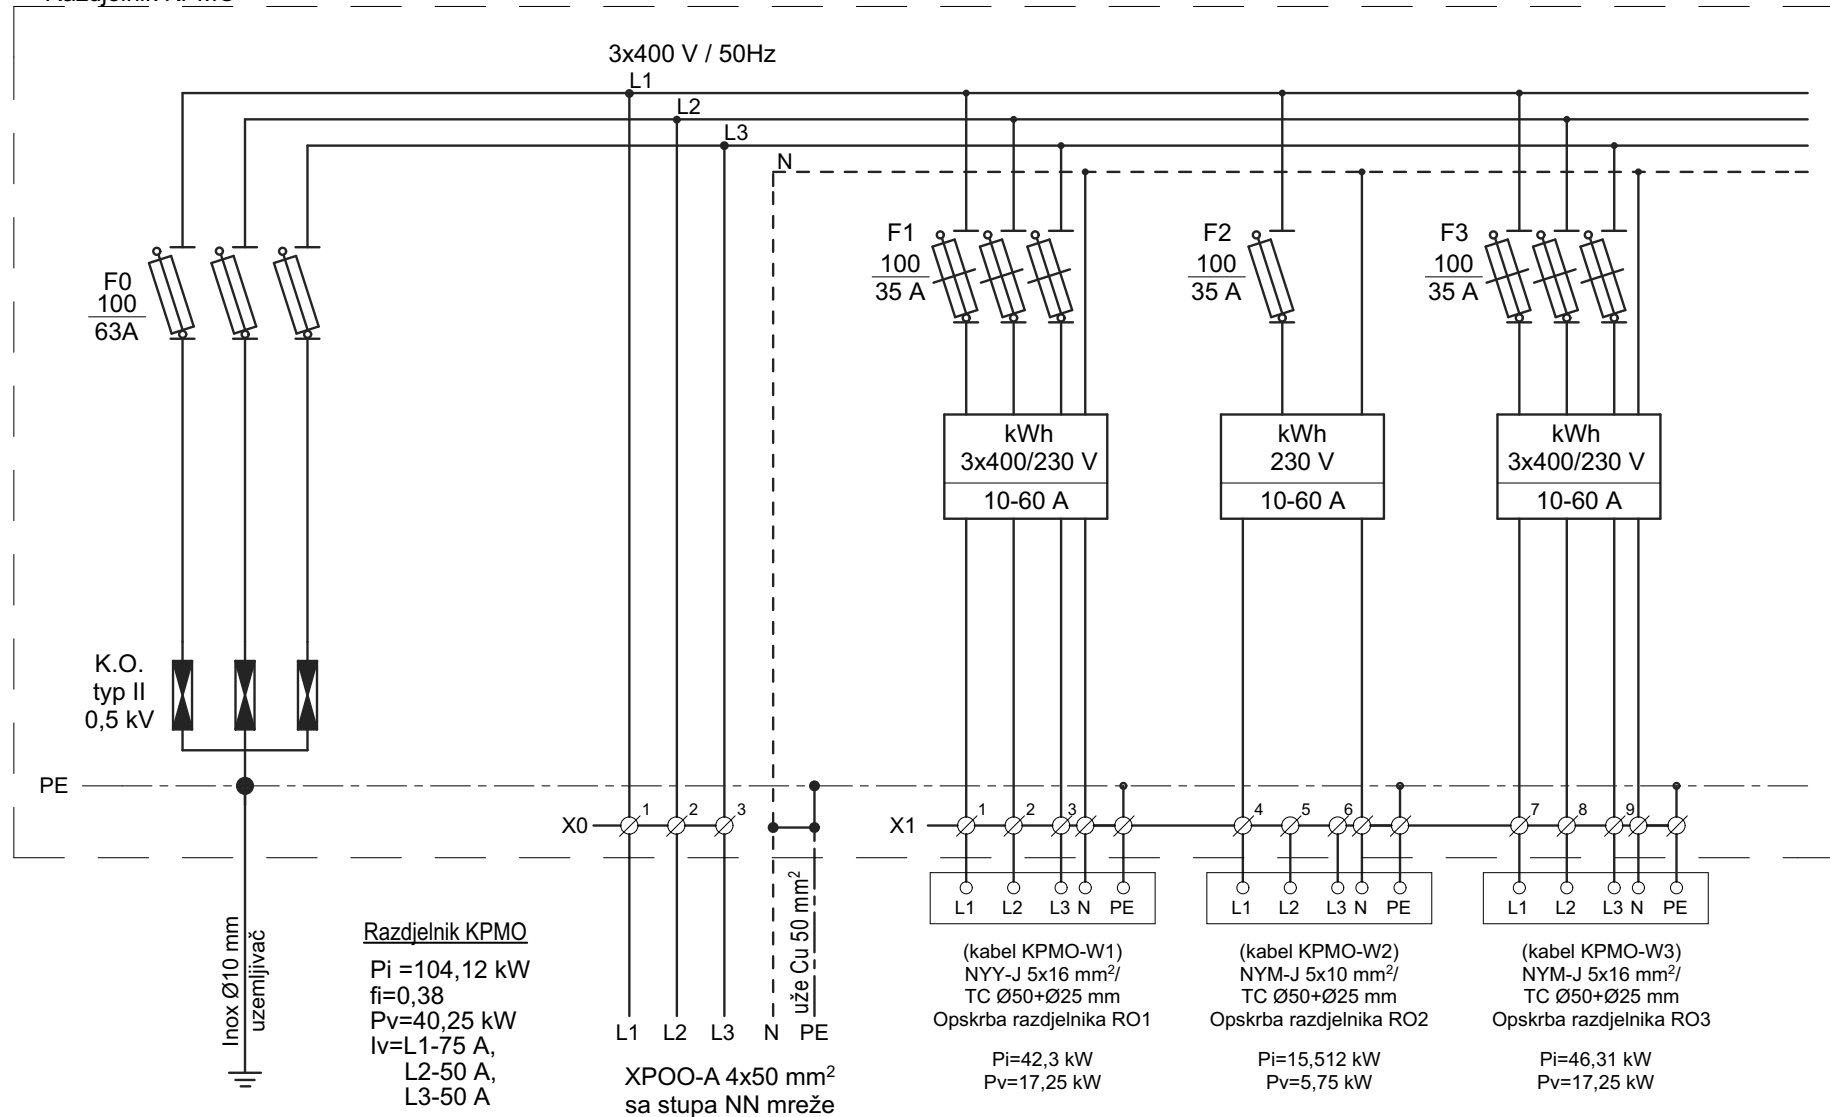 Razdjelnik KPMO
3x400 V / 50Hz
L1
L2
L3
N
F0
100
63A
F1
100
35 A
F2
100
35 A
F3
100
35 A
kWh
3x400/230 V
10-60 A
kWh
230 V
10-60 A
kWh
3x400/230 V
10-60 A
K.O.
typ II
0,5 kV
PE
X0 1 2 3
X1 1 2 3 4 5 6 7 8 9
L1 L2 L3 N PE
L1 L2 L3 N PE
L1 L2 L3 N PE
Inox Ø10 mm
uzemljivač
Razdjelnik KPMO
Pi =104,12 kW
fi=0,38
Pv=40,25 kW
Iv=L1-75 A,
L2-50 A,
L3-50 A
uže Cu 50 mm²
L1 L2 L3 N PE
XPOO-A 4x50 mm²
sa stupa NN mreže
(kabel KPMO-W1)
NYY-J 5x16 mm²/
TC Ø50+Ø25 mm
Opskrba razdjelnika RO1
Pi=42,3 kW
Pv=17,25 kW
(kabel KPMO-W2)
NYM-J 5x10 mm²/
TC Ø50+Ø25 mm
Opskrba razdjelnika RO2
Pi=15,512 kW
Pv=5,75 kW
(kabel KPMO-W3)
NYM-J 5x16 mm²/
TC Ø50+Ø25 mm
Opskrba razdjelnika RO3
Pi=46,31 kW
Pv=17,25 kW